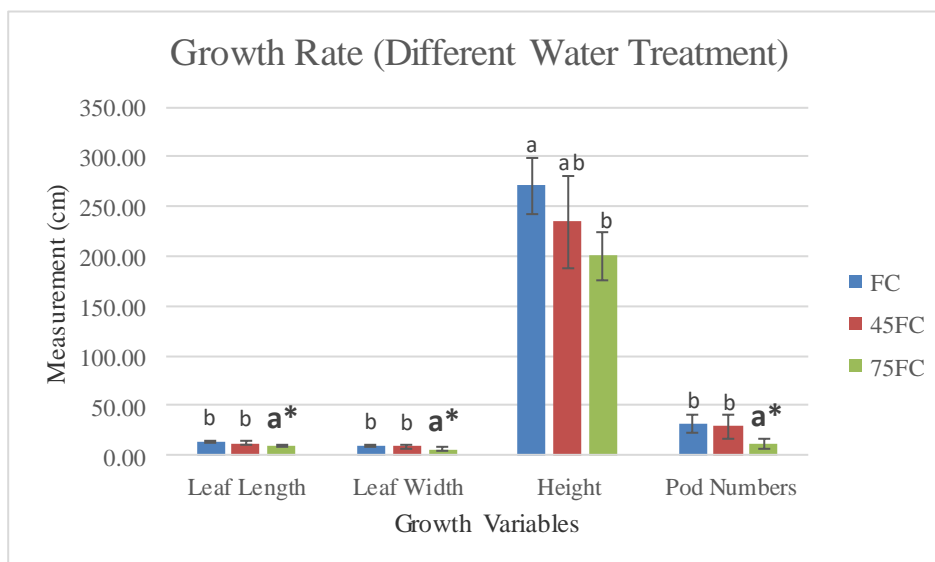 Growth Rate (Different Water Treatment)
Measurement (cm)
350.00
300.00
250.00
200.00
150.00
100.00
50.00
0.00
b b a*
b b a*
a ab b
b b a*
Leaf Length Leaf Width Height Pod Numbers
Growth Variables
FC
45FC
75FC